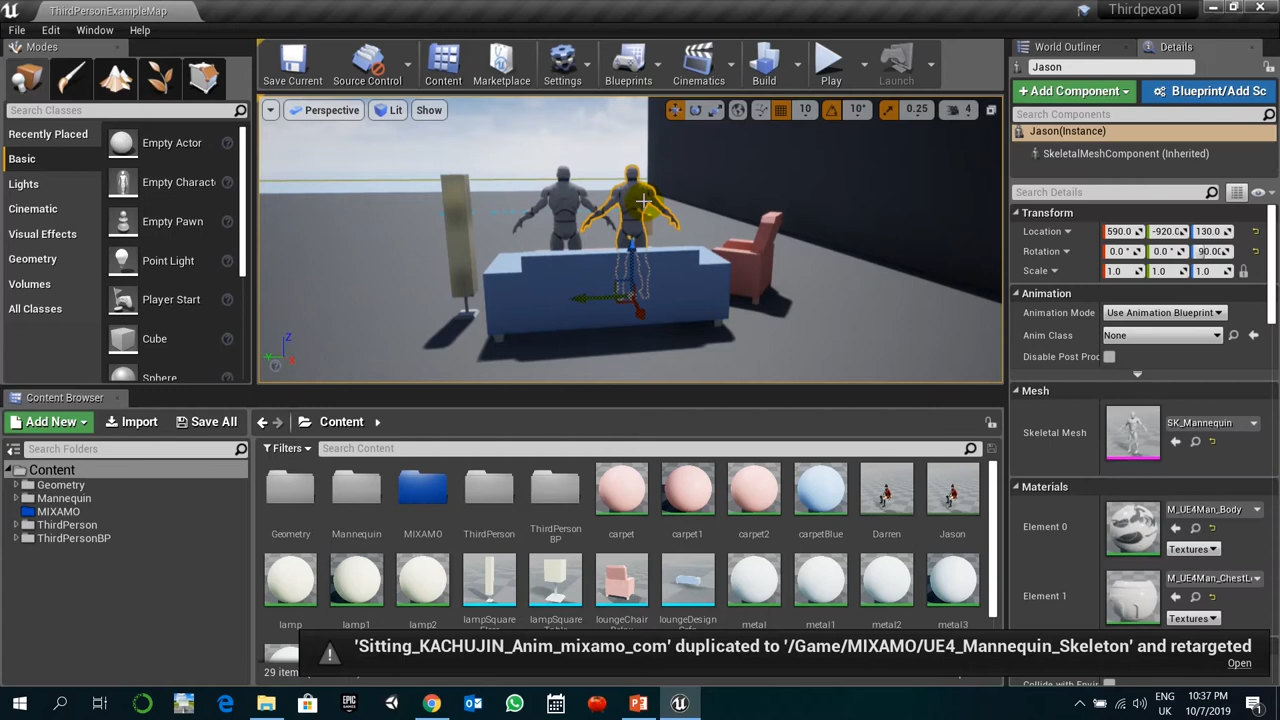 ThirdPersonExampleMap
Thirdpexa01
File
Edit
Window
Help
Modes
World Outliner
Details
Jason
Save Current
Source Control
Content
Marketplace
Settings
Blueprints
Cinematics
Build
Play
Launch
+ Add Component
Blueprint/Add Sc
Search Classes
Perspective
Lit
Show
10
10°
0.25
4
Search Components
Recently Placed
Basic
Lights
Cinematic
Visual Effects
Geometry
Volumes
All Classes
Empty Actor
Empty Charact
Empty Pawn
Point Light
Player Start
Cube
Sphere
Jason(Instance)
SkeletalMeshComponent (Inherited)
Search Details
Transform
Location
590.0
-920.0
130.0
Rotation
0.0 °
0.0 °
90.00
Scale
1.0
1.0
1.0
Animation
Animation Mode
Use Animation Blueprint
Anim Class
None
Disable Post Proc
Z
Y
X
Mesh
Skeletal Mesh
SK_Mannequin
Content Browser
Add New
Import
Save All
Content
Search Folders
Filters
Search Content
Content
Geometry
Mannequin
MIXAMO
ThirdPerson
ThirdPersonBP
Geometry
Mannequin
MIXAMO
ThirdPerson
ThirdPerson
BP
carpet
carpet1
carpet2
carpetBlue
Darren
Jason
lamp
lamp1
lamp2
lampSquare
lampSquare
loungeChair
loungeDesign
metal
metal1
metal2
metal3
29 item
Materials
Element 0
M_UE4Man_Body
Textures
Element 1
M_UE4Man_ChestL
Textures
'Sitting_KACHUJIN_Anim_mixamo_com' duplicated to '/Game/MIXAMO/UE4_Mannequin_Skeleton' and retargeted
Open
ENG
UK
10:37 PM
10/7/2019